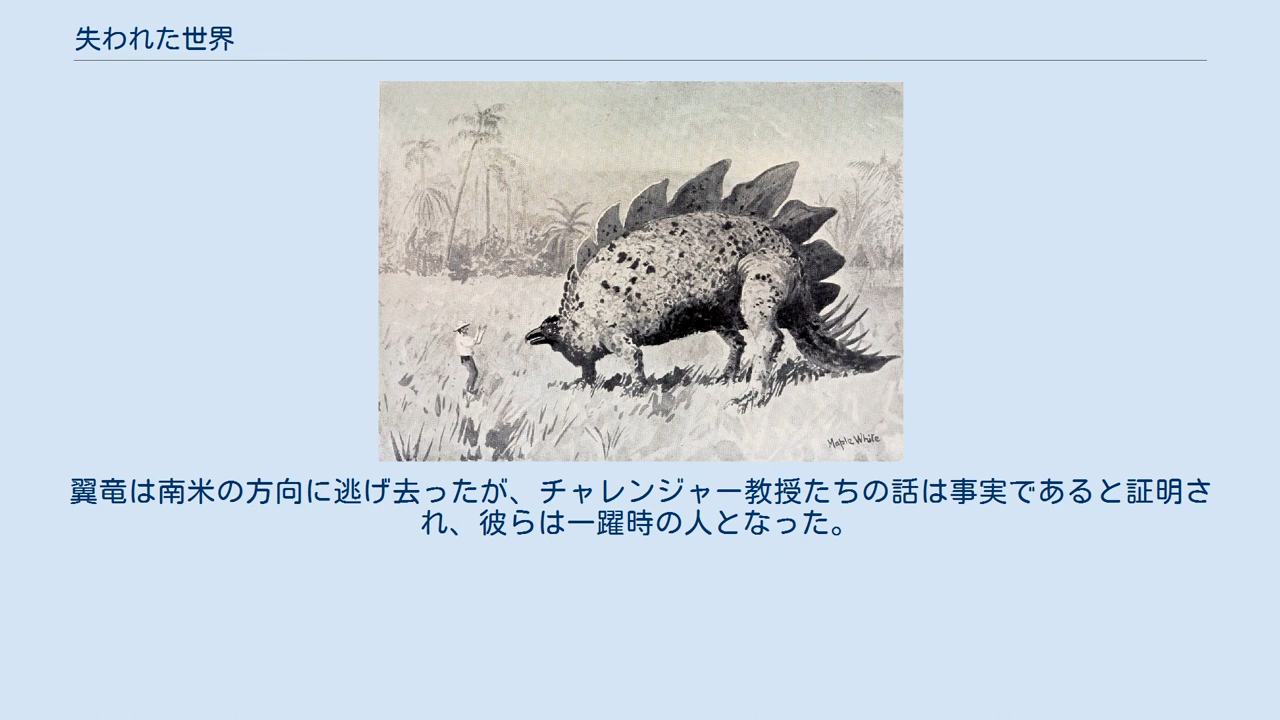 失われた世界
Maple White
翼竜は南米の方向に逃げ去ったが、チャレンジャー教授たちの話は事実であると証明さ
れ、彼らは一躍時の人となった。